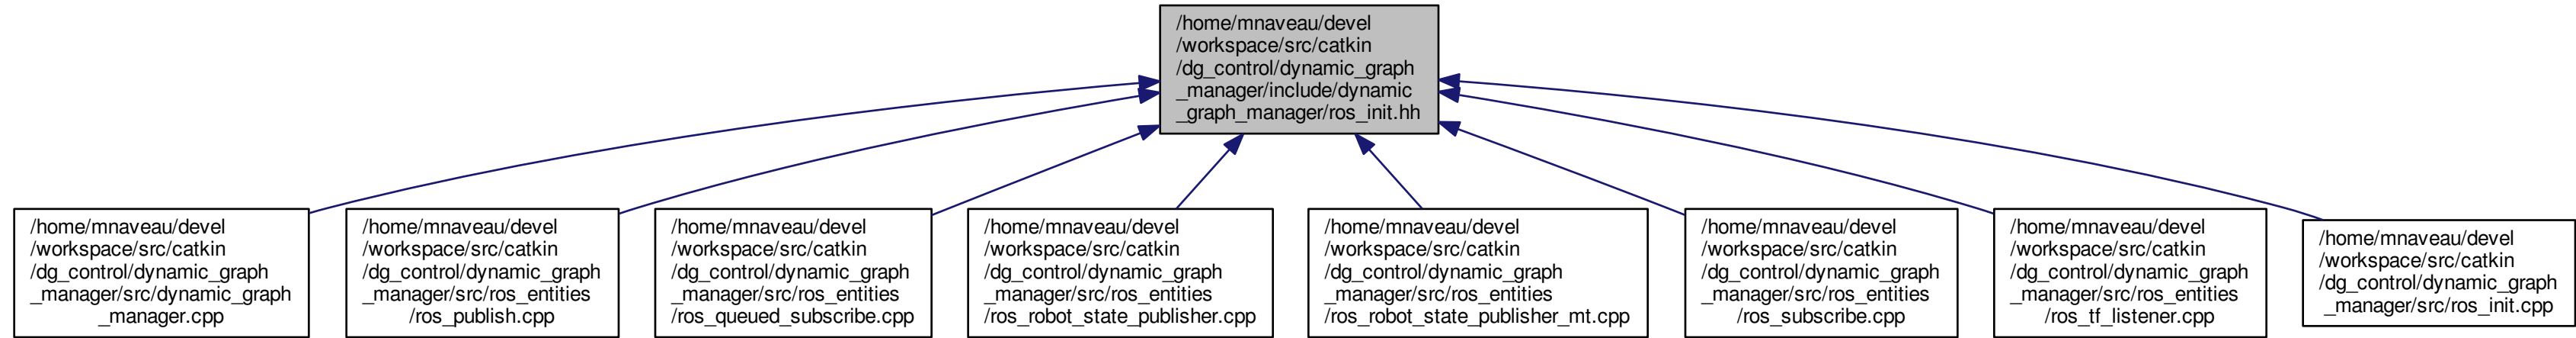 /home/mnaveau/devel
/workspace/src/catkin
/dg_control/dynamic_graph
_manager/include/dynamic
_graph_manager/ros_init.hh
/home/mnaveau/devel
/workspace/src/catkin
/dg_control/dynamic_graph
_manager/src/dynamic_graph
_manager.cpp
/home/mnaveau/devel
/workspace/src/catkin
/dg_control/dynamic_graph
_manager/src/ros_entities
/ros_publish.cpp
/home/mnaveau/devel
/workspace/src/catkin
/dg_control/dynamic_graph
_manager/src/ros_entities
/ros_queued_subscribe.cpp
/home/mnaveau/devel
/workspace/src/catkin
/dg_control/dynamic_graph
_manager/src/ros_entities
/ros_robot_state_publisher.cpp
/home/mnaveau/devel
/workspace/src/catkin
/dg_control/dynamic_graph
_manager/src/ros_entities
/ros_robot_state_publisher_mt.cpp
/home/mnaveau/devel
/workspace/src/catkin
/dg_control/dynamic_graph
_manager/src/ros_entities
/ros_subscribe.cpp
/home/mnaveau/devel
/workspace/src/catkin
/dg_control/dynamic_graph
_manager/src/ros_entities
/ros_tf_listener.cpp
/home/mnaveau/devel
/workspace/src/catkin
/dg_control/dynamic_graph
_manager/src/ros_init.cpp